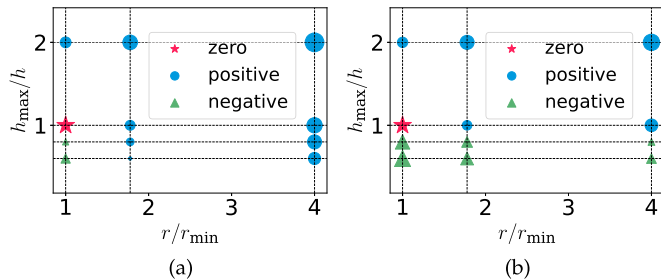 h_max/h
2
1
zero
positive
negative
1 2 3 4
r/r_min
(a)
h_max/h
2
1
zero
positive
negative
1 2 3 4
r/r_min
(b)